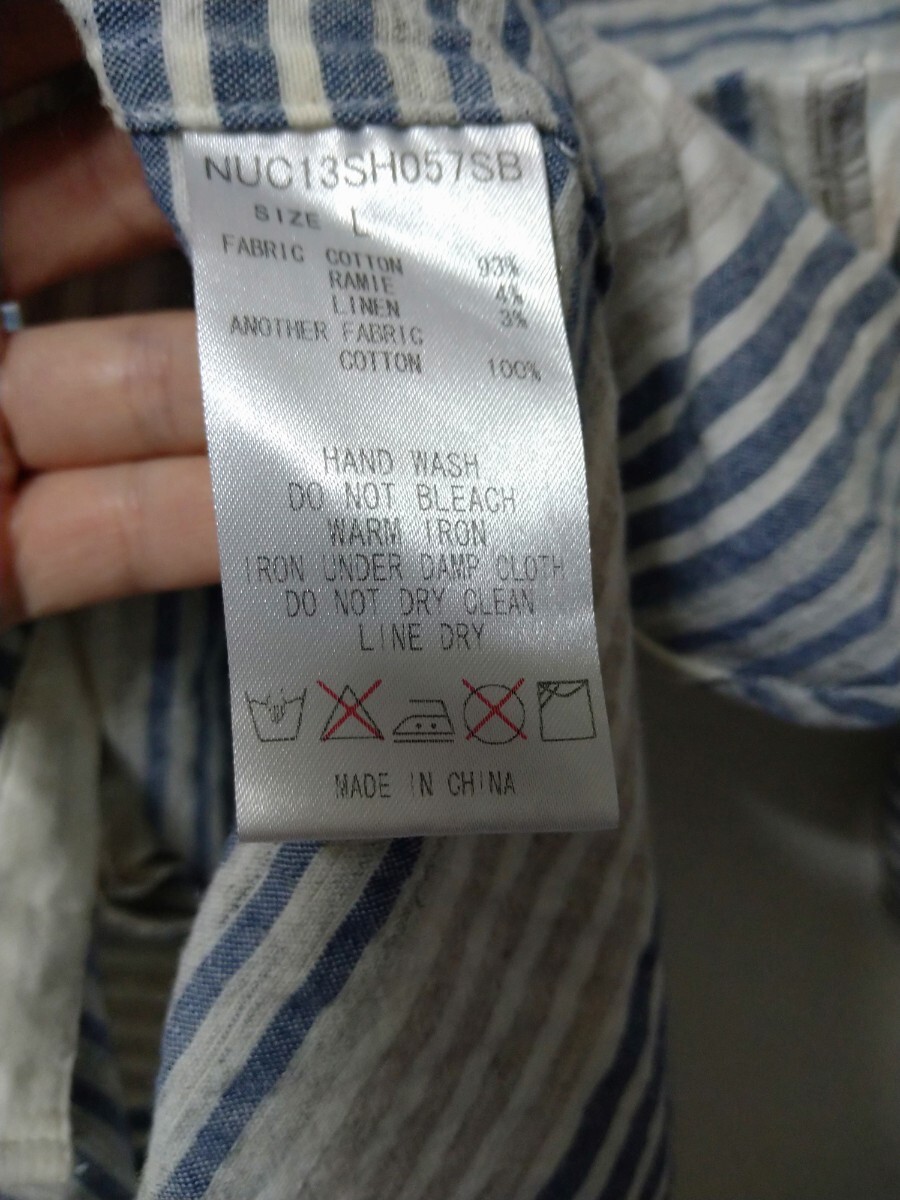 NUC13SH057SB
SIZE L
FABRIC COTTON 93%
RAMIE 4%
LINEN 3%
ANOTHER FABRIC
COTTON 100%
HAND WASH
DO NOT BLEACH
WARM IRON
IRON UNDER DAMP CLOTH
DO NOT DRY CLEAN
LINE DRY
MADE IN CHINA